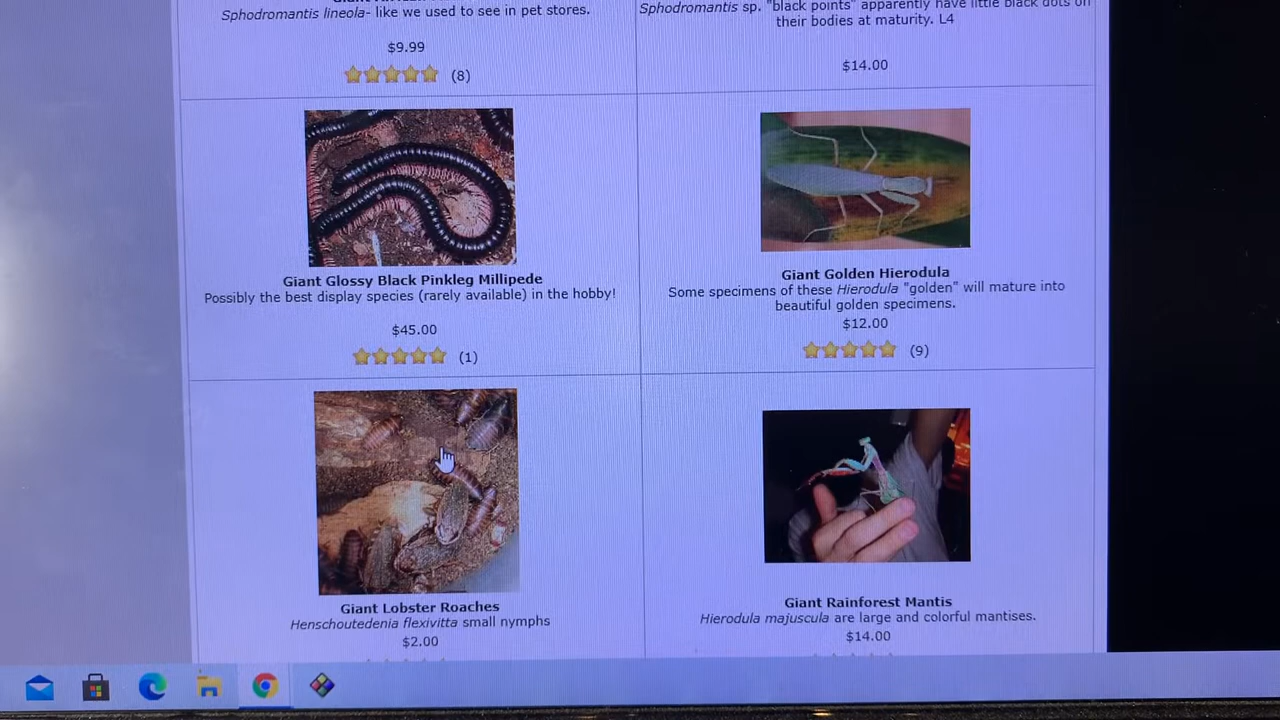 Sphodromantis lineola- like we used to see in pet stores.
$9.99
(8)
Sphodromantis sp. "black points" apparently have little black dots on
their bodies at maturity. L4
$14.00
Giant Glossy Black Pinkleg Millipede
Possibly the best display species (rarely available) in the hobby!
$45.00
(1)
Giant Golden Hierodula
Some specimens of these Hierodula "golden" will mature into
beautiful golden specimens.
$12.00
(9)
Giant Lobster Roaches
Henschoutedenia flexivitta small nymphs
$2.00
Giant Rainforest Mantis
Hierodula majuscula are large and colorful mantises.
$14.00